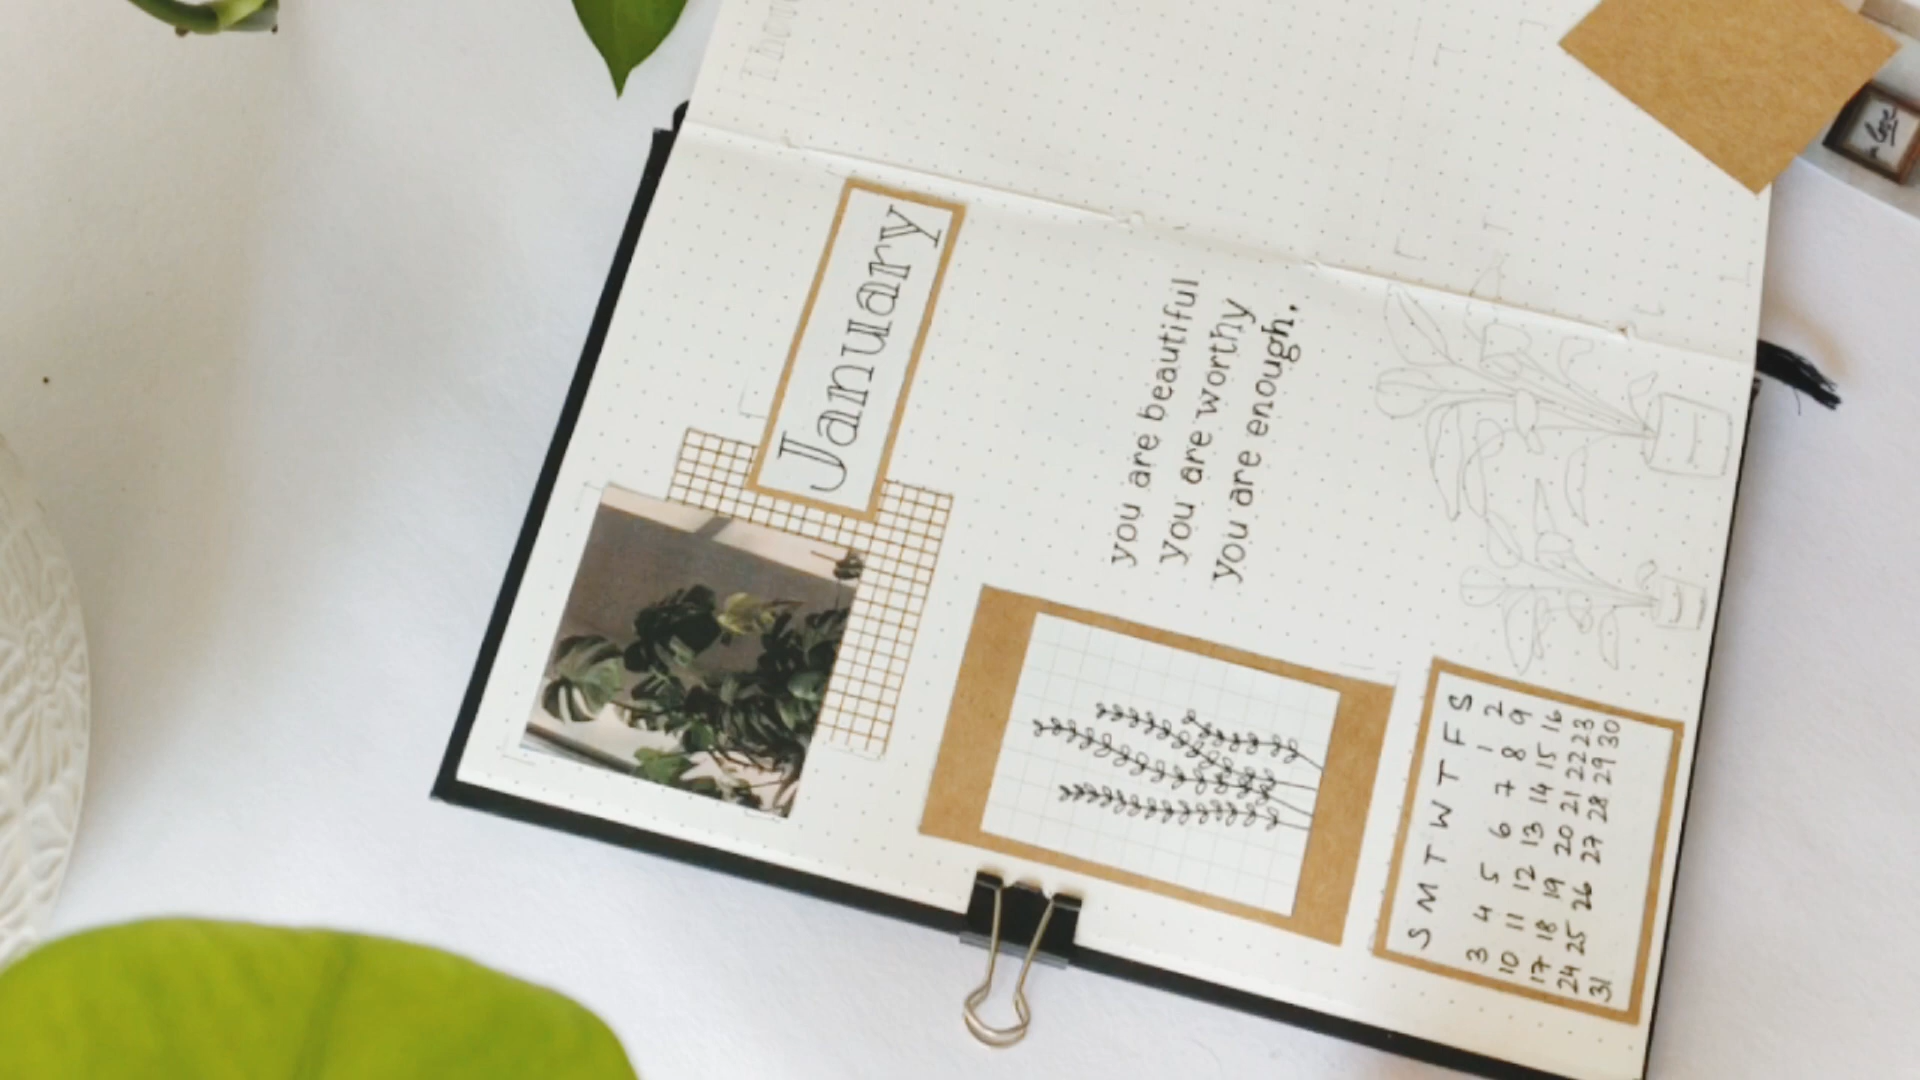 January
you are beautiful
you are worthy
you are enough.
S M T W T F S
1 2
3 4 5 6 7 8 9
10 11 12 13 14 15 16
17 18 19 20 21 22 23
24 25 26 27 28 29 30
31
love